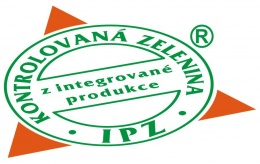 KONTROLOVANÁ ZELENINA ®
z integrované
produkce
· IPZ ·